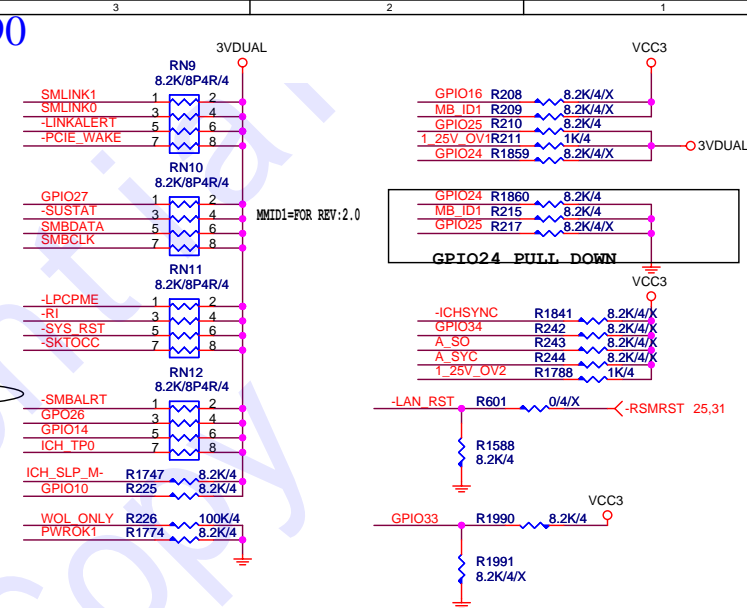 3
2
1
0
3VDUAL
RN9
8.2K/8P4R/4
SMLINK1 1 2
SMLINK0 3 4
-LINKALERT 5 6
-PCIE_WAKE 7 8
RN10
8.2K/8P4R/4
GPIO27 1 2
-SUSTAT 3 4
SMBDATA 5 6
SMBCLK 7 8
MMID1=FOR REV:2.0
RN11
8.2K/8P4R/4
-LPCPME 1 2
-RI 3 4
-SYS_RST 5 6
-SKTOCC 7 8
RN12
8.2K/8P4R/4
-SMBALRT 1 2
GPO26 3 4
GPIO14 5 6
ICH_TP0 7 8
ICH_SLP_M- R1747 8.2K/4
GPIO10 R225 8.2K/4
WOL_ONLY R226 100K/4
PWROK1 R1774 8.2K/4
VCC3
GPIO16 R208 8.2K/4/X
MB_ID1 R209 8.2K/4/X
GPIO25 R210 8.2K/4
1_25V_OV1 R211 1K/4
3VDUAL
GPIO24 R1859 8.2K/4/X
GPIO24 R1860 8.2K/4
MB_ID1 R215 8.2K/4
GPIO25 R217 8.2K/4/X
GPIO24 PULL DOWN
VCC3
-ICHSYNC R1841 8.2K/4/X
GPIO34 R242 8.2K/4/X
A_SO R243 8.2K/4/X
A_SYC R244 8.2K/4/X
1_25V_OV2 R1788 1K/4
-LAN_RST R601 0/4/X -RSMRST 25,31
R1588
8.2K/4
VCC3
GPIO33 R1990 8.2K/4
R1991
8.2K/4/X
Copy